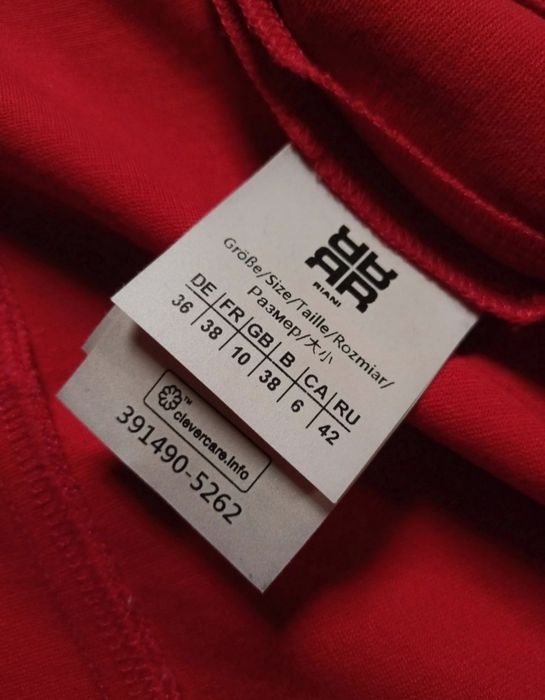 RIANI
Größe/Size/Taille/Rozmiar/
Размер/大小
DE|FR|GB|B|CA|RU
36|38|10|38|6|42
™
clevercare.info
391490-5262